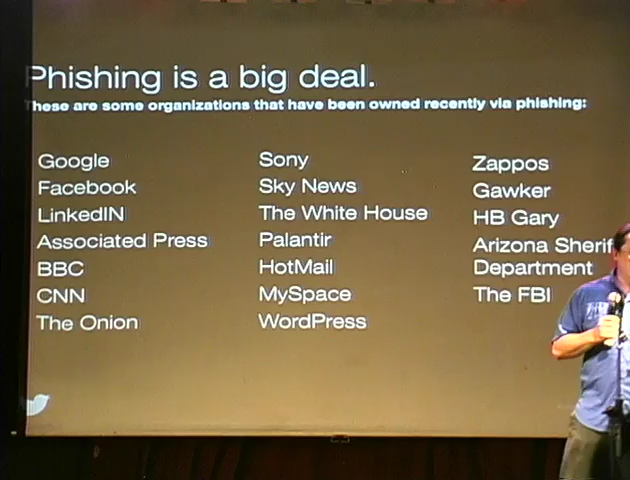 Phishing is a big deal.
These are some organizations that have been owned recently via phishing:
Google
Facebook
LinkedIN
Associated Press
BBC
CNN
The Onion
Sony
Sky News
The White House
Palantir
HotMail
MySpace
WordPress
Zappos
Gawker
HB Gary
Arizona Sherif
Department
The FBI